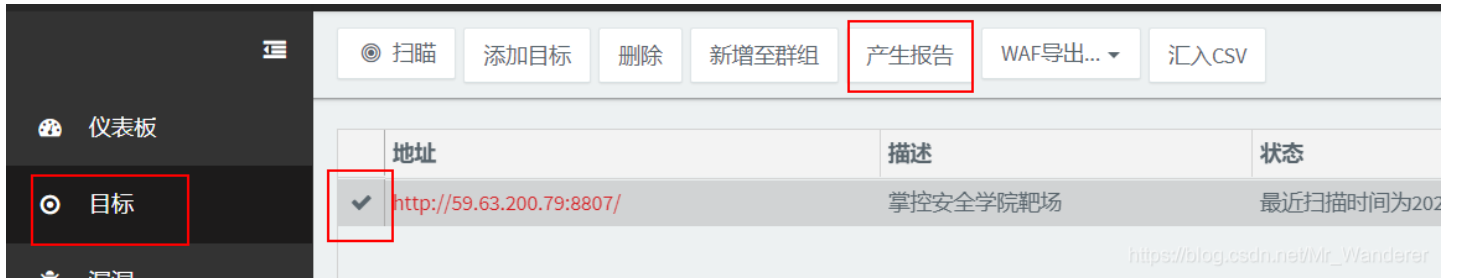 扫瞄 添加目标 删除 新增至群组 产生报告 WAF导出... 汇入CSV
仪表板
目标
漏洞
地址 描述 状态
http://59.63.200.79:8807/ 掌控安全学院靶场 最近扫描时间为202
https://blog.csdn.net/Mr_Wanderer